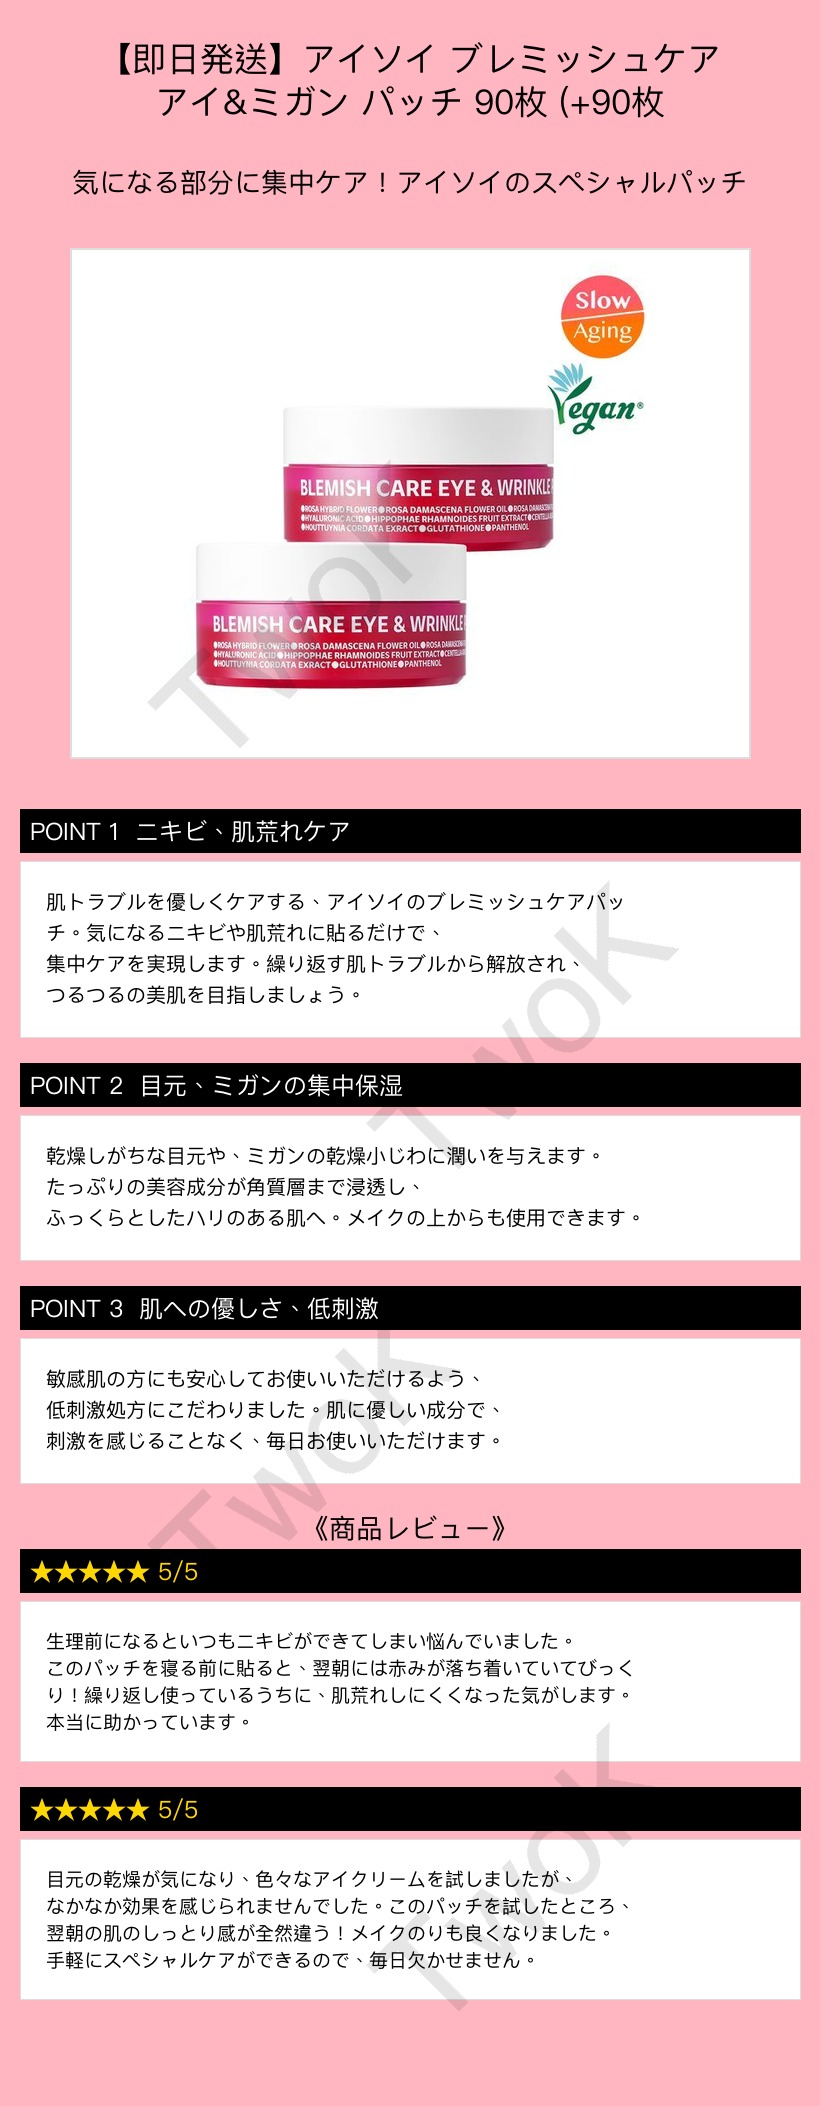 【即日発送】アイソイ ブレミッシュケア
アイ&ミガン パッチ 90枚 (+90枚
気になる部分に集中ケア！アイソイのスペシャルパッチ
Slow
Aging
Vegan®
BLEMISH CARE EYE & WRINKLE
●ROSA HYBRID FLOWER●ROSA DAMASCENA FLOWER OIL●ROSA DAMASCENA
●HYALURONIC ACID●HIPPOPHAE RHAMNOIDES FRUIT EXTRACT●CENTELLA
●HOUTTUYNIA CORDATA EXRACT●GLUTATHIONE●PANTHENOL
BLEMISH CARE EYE & WRINKLE
●ROSA HYBRID FLOWER●ROSA DAMASCENA FLOWER OIL●ROSA DAMASCENA
●HYALURONIC ACID●HIPPOPHAE RHAMNOIDES FRUIT EXTRACT●CENTELLA
●HOUTTUYNIA CORDATA EXRACT●GLUTATHIONE●PANTHENOL
TwoK
POINT 1 ニキビ、肌荒れケア
肌トラブルを優しくケアする、アイソイのブレミッシュケアパッ
チ。気になるニキビや肌荒れに貼るだけで、
集中ケアを実現します。繰り返す肌トラブルから解放され、
つるつるの美肌を目指しましょう。
TwoK
POINT 2 目元、ミガンの集中保湿
乾燥しがちな目元や、ミガンの乾燥小じわに潤いを与えます。
たっぷりの美容成分が角質層まで浸透し、
ふっくらとしたハリのある肌へ。メイクの上からも使用できます。
POINT 3 肌への優しさ、低刺激
敏感肌の方にも安心してお使いいただけるよう、
低刺激処方にこだわりました。肌に優しい成分で、
刺激を感じることなく、毎日お使いいただけます。
TwoK
《商品レビュー》
★★★★★ 5/5
生理前になるといつもニキビができてしまい悩んでいました。
このパッチを寝る前に貼ると、翌朝には赤みが落ち着いていてびっく
り！繰り返し使っているうちに、肌荒れしにくくなった気がします。
本当に助かっています。
★★★★★ 5/5
目元の乾燥が気になり、色々なアイクリームを試しましたが、
なかなか効果を感じられませんでした。このパッチを試したところ、
翌朝の肌のしっとり感が全然違う！メイクのりも良くなりました。
手軽にスペシャルケアができるので、毎日欠かせません。
TwoK